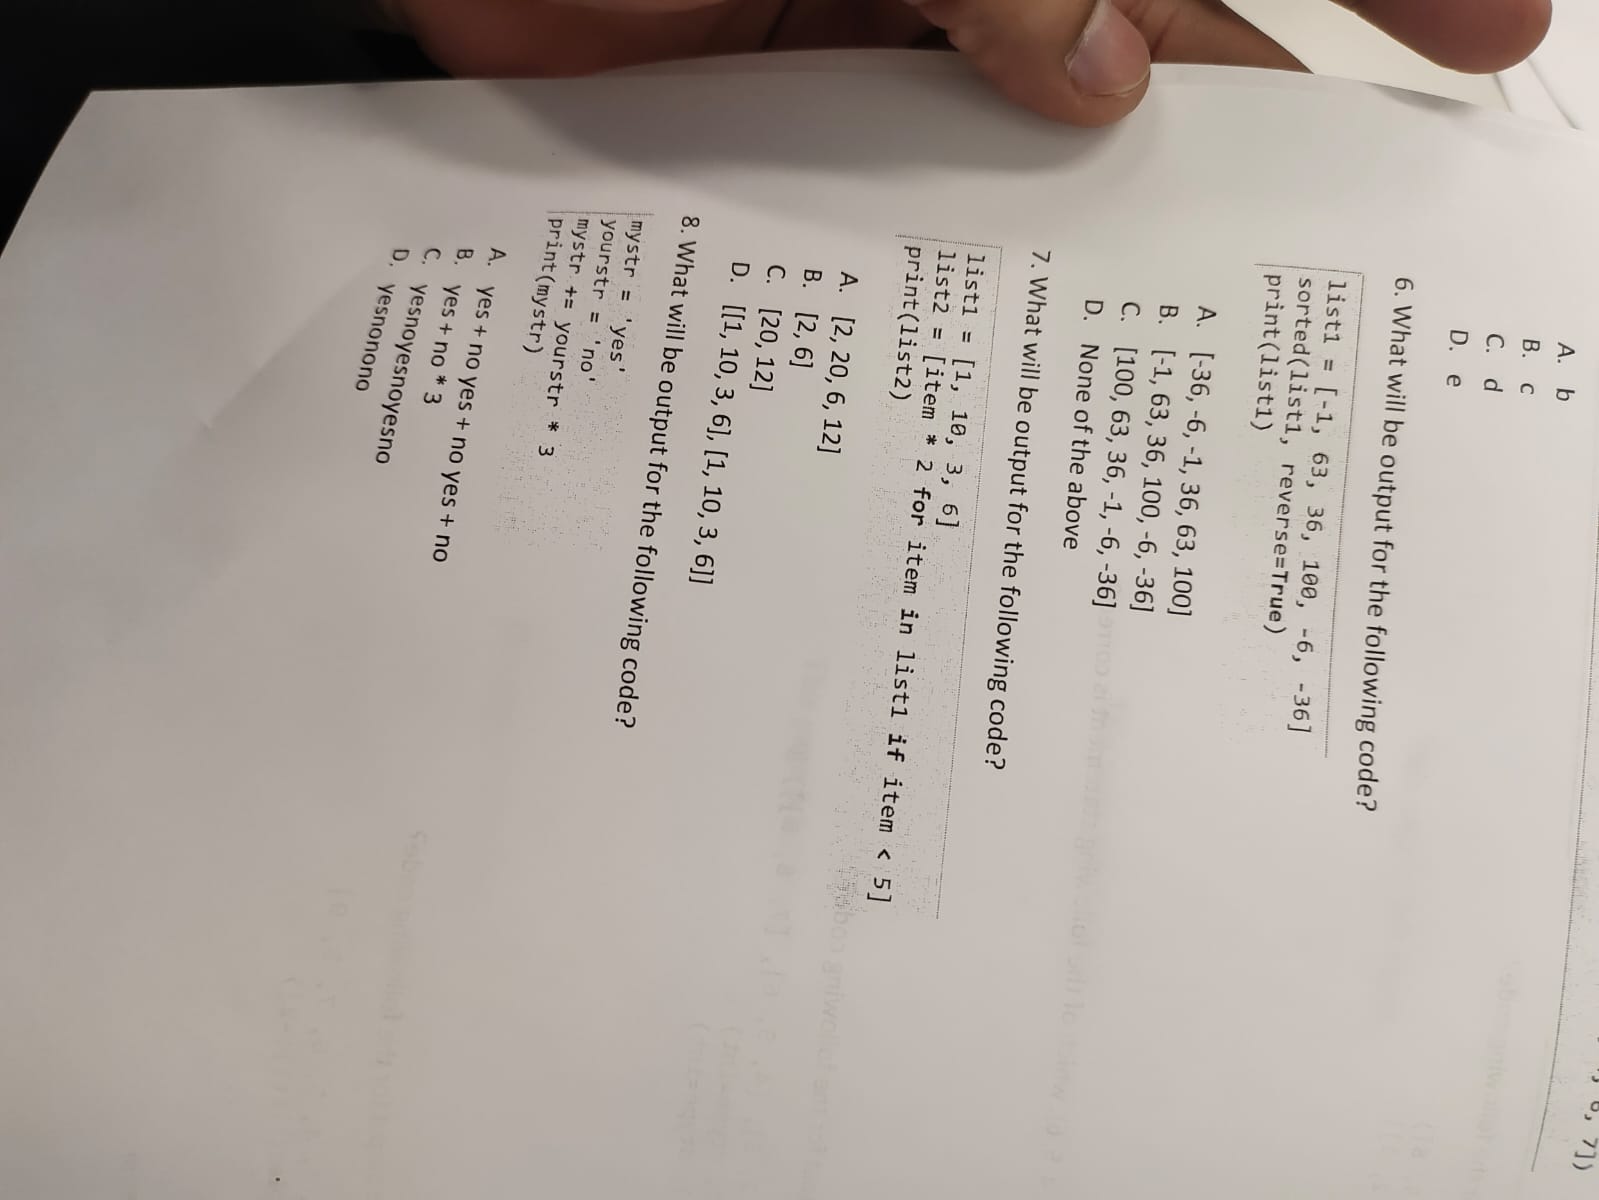 6, 7])
A. b
B. c
C. d
D. e
6. What will be output for the following code?
list1 = [-1, 63, 36, 100, -6, -36]
sorted(list1, reverse=True)
print(list1)
A. [-36, -6, -1, 36, 63, 100]
B. [-1, 63, 36, 100, -6, -36]
C. [100, 63, 36, -1, -6, -36]
D. None of the above
7. What will be output for the following code?
list1 = [1, 10, 3, 6]
list2 = [item * 2 for item in list1 if item < 5]
print(list2)
A. [2, 20, 6, 12]
B. [2, 6]
C. [20, 12]
D. [[1, 10, 3, 6], [1, 10, 3, 6]]
8. What will be output for the following code?
mystr = 'yes'
yourstr = 'no'
mystr += yourstr * 3
print(mystr)
A. yes + no yes + no yes + no
B. yes + no * 3
C. yesnoyesnoyesno
D. yesnonono